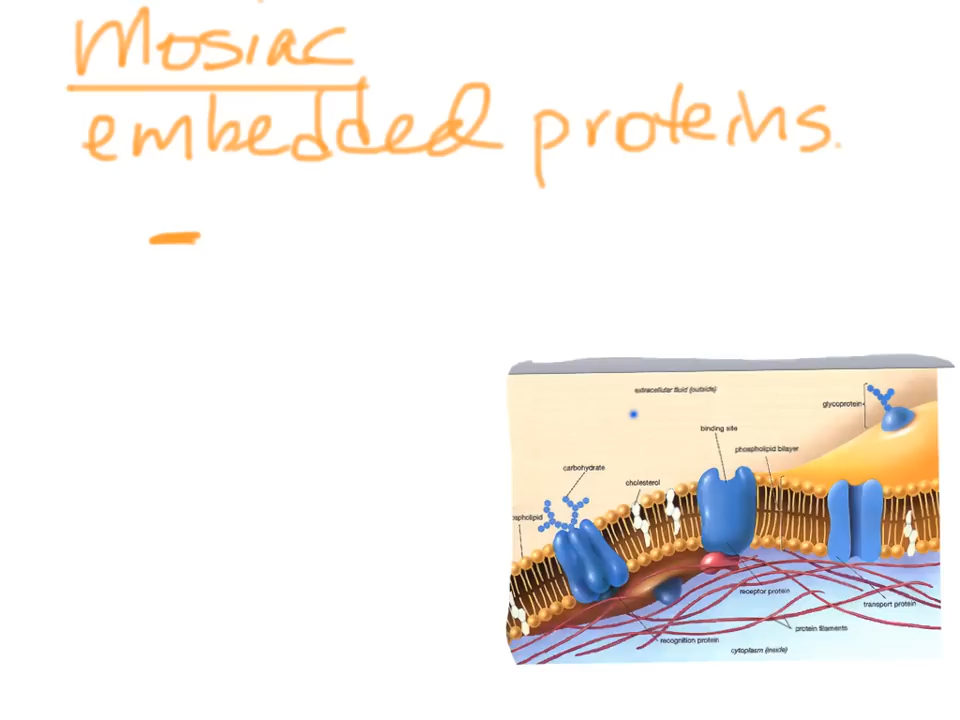 Mosiac
embedded proteins.
-
extracellular fluid (outside)
glycoprotein
binding site
phospholipid bilayer
carbohydrate
cholesterol
spholipid
receptor protein
transport protein
protein filaments
recognition protein
cytoplasm (inside)